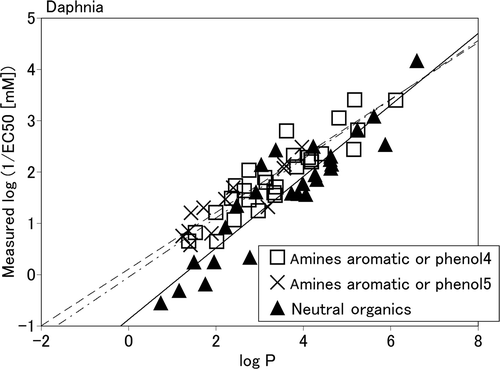 Daphnia
Measured log (1/EC50 [mM])
5
4
3
2
1
0
-1
-2
0
2
4
6
8
log P
Amines aromatic or phenol4
Amines aromatic or phenol5
Neutral organics